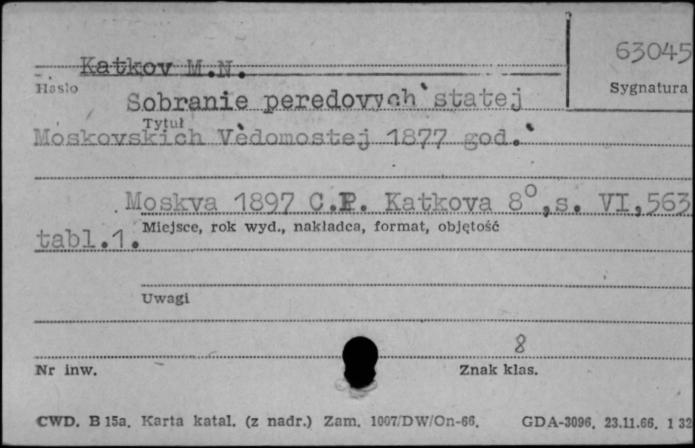 Katkov M.N.
63045
Hasło
Sygnatura
Sobranie peredovych statej
Tytuł
Moskovskich Vèdomostej 1877 god.
Moskva 1897 C.P. Katkova 8°,s. VI,563
Miejsce, rok wyd., nakładca, format, objętość
tabl.1.
Uwagi
8
Nr inw.
Znak klas.
CWD. B 15a. Karta katal. (z nadr.) Zam. 1007/DW/On-66. GDA-3096. 23.11.66. 1 32